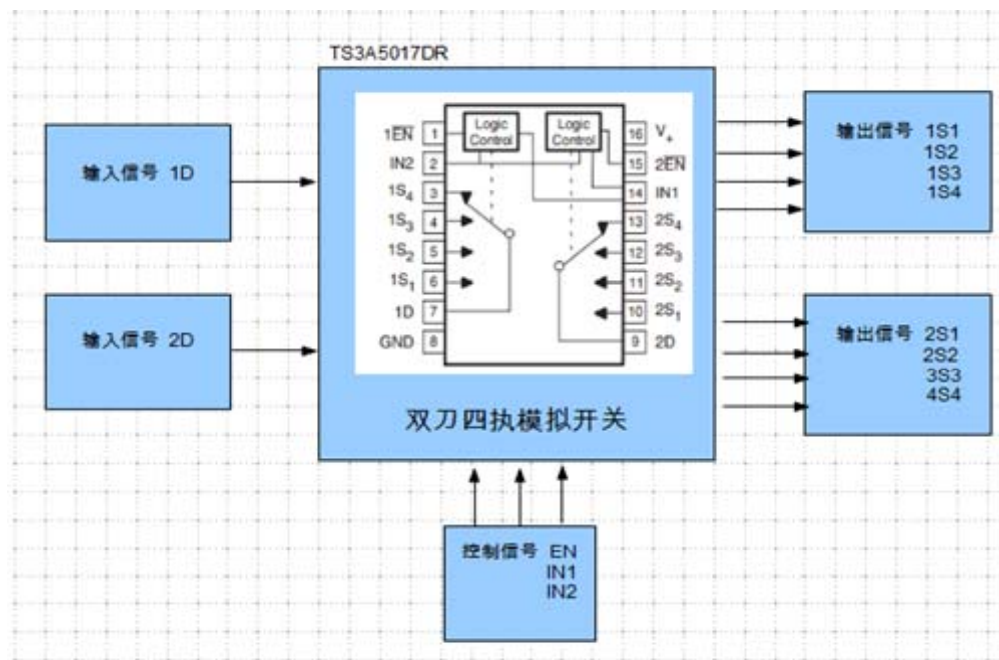 TS3A5017DR
输入信号 1D
输入信号 2D
Logic
Control
Logic
Control
1EN 1
IN2 2
1S4 3
1S3 4
1S2 5
1S1 6
1D 7
GND 8
16 V+
15 2EN
14 IN1
13 2S4
12 2S3
11 2S2
10 2S1
9 2D
双刀四执模拟开关
输出信号 1S1
1S2
1S3
1S4
输出信号 2S1
2S2
3S3
4S4
控制信号 EN
IN1
IN2